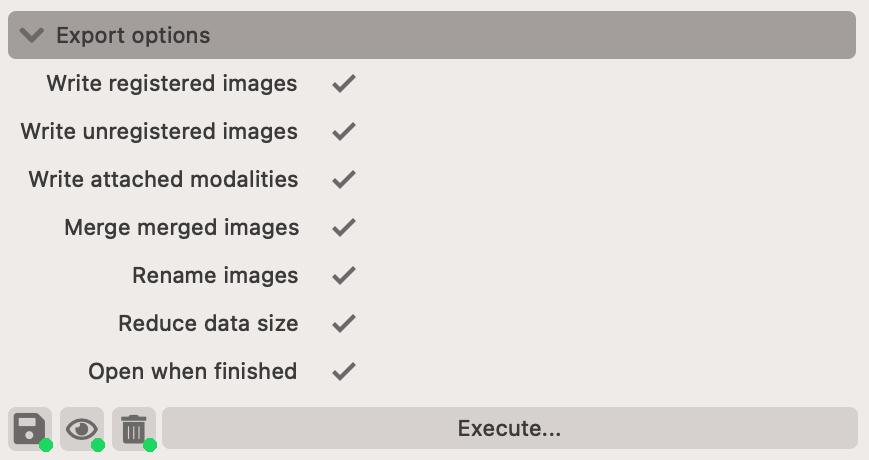 Export options
Write registered images
Write unregistered images
Write attached modalities
Merge merged images
Rename images
Reduce data size
Open when finished
Execute...